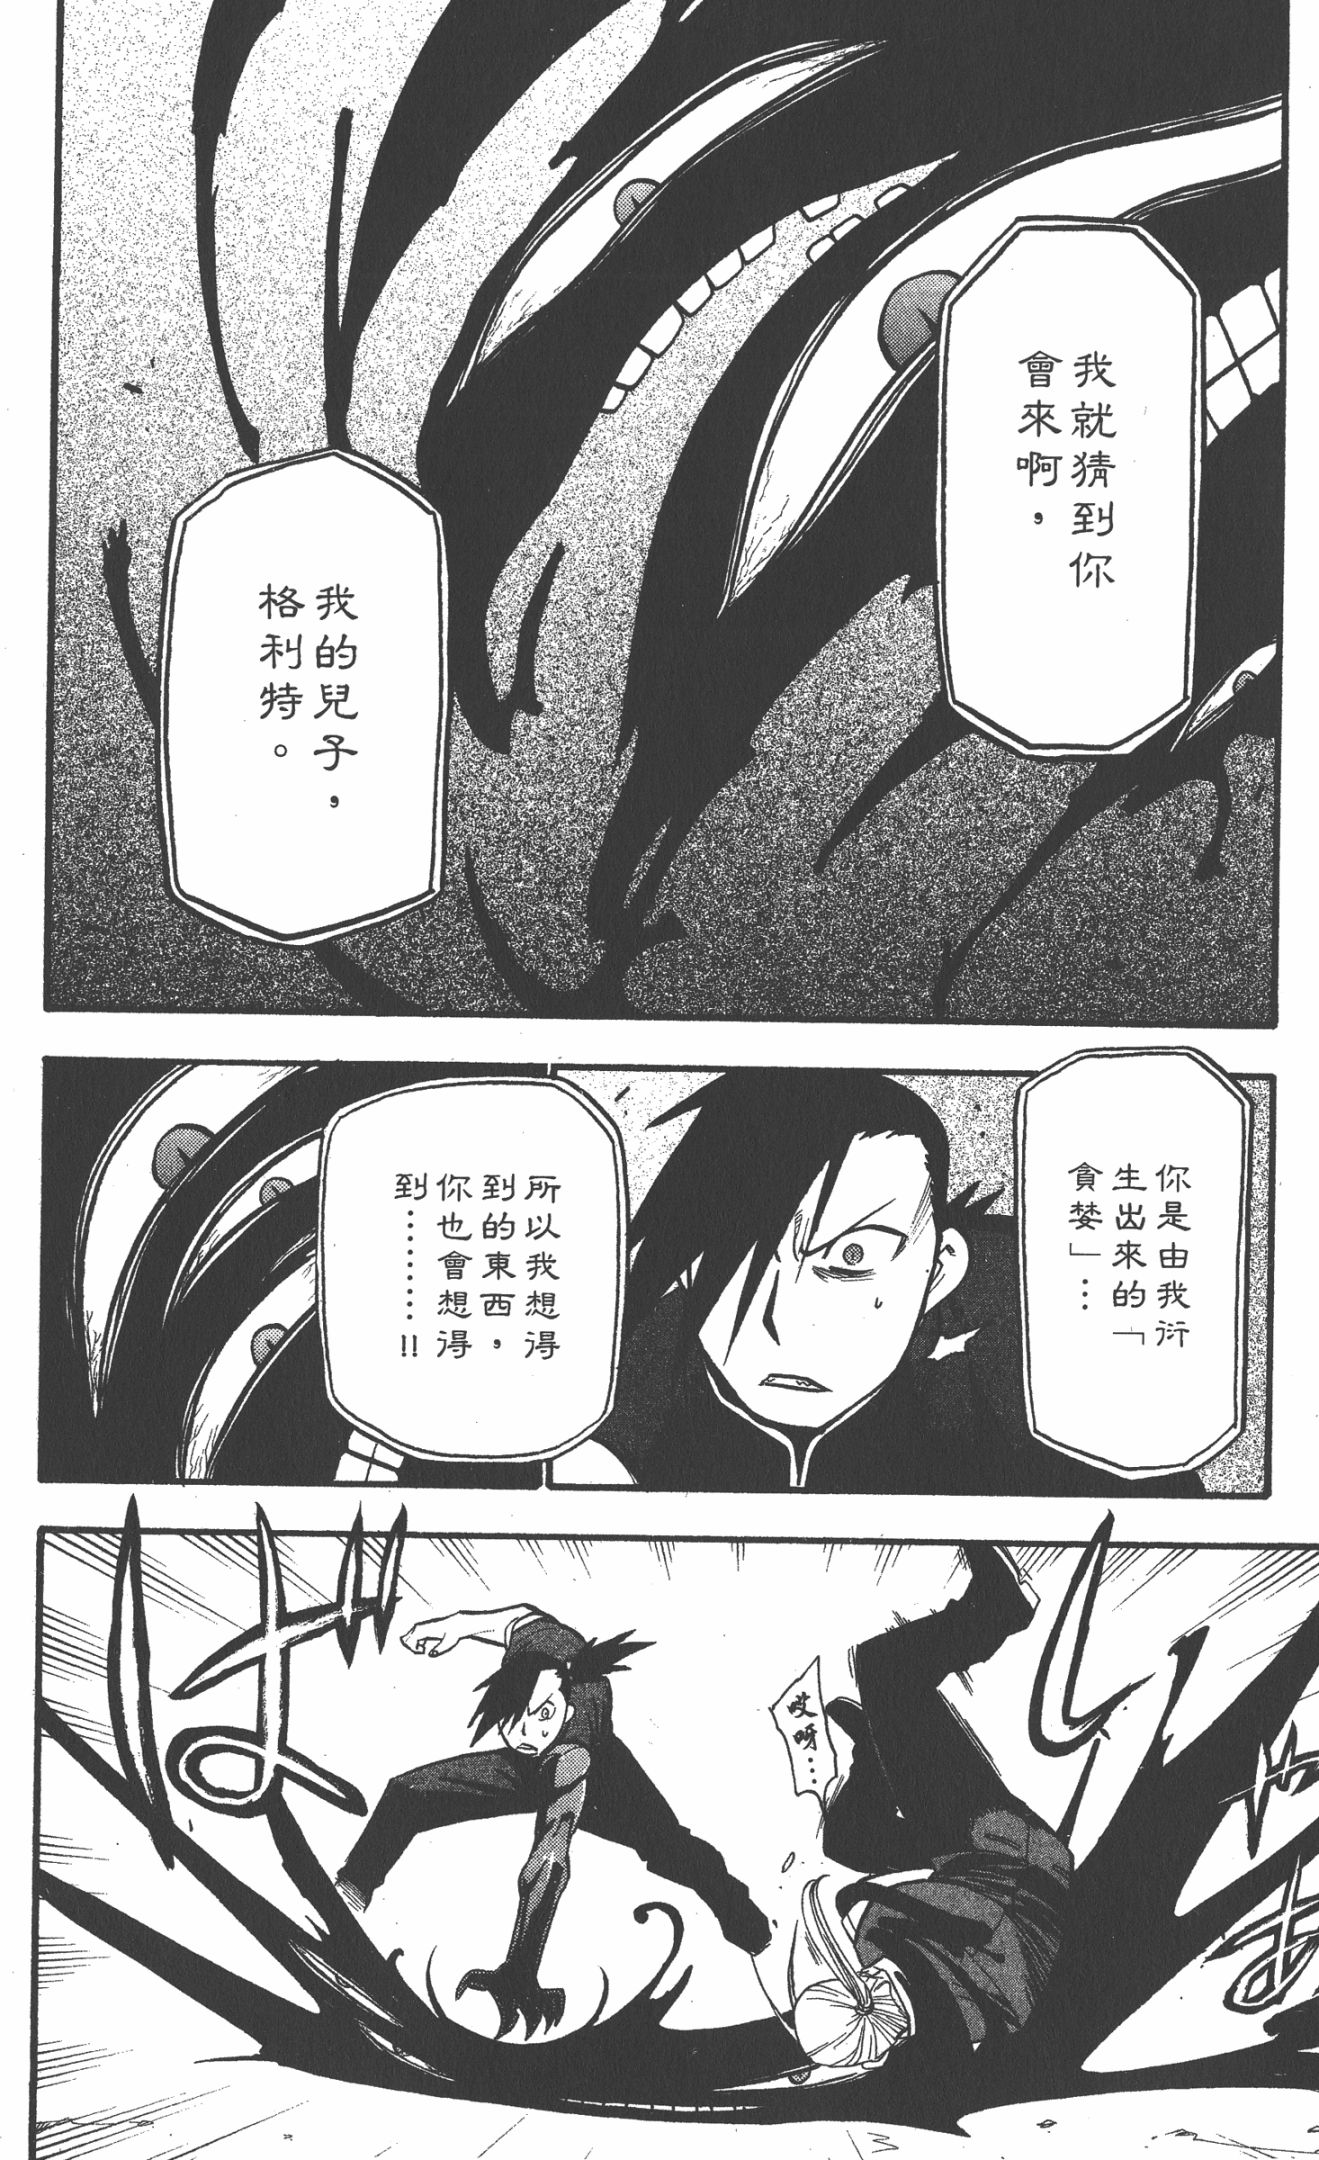 我就猜到你
會來啊，
我的兒子，
格利特。
你是由我衍
生出來的「
貪婪」…
所以我想得
到的東西，
你也會想得
到…………!!
哎呀…